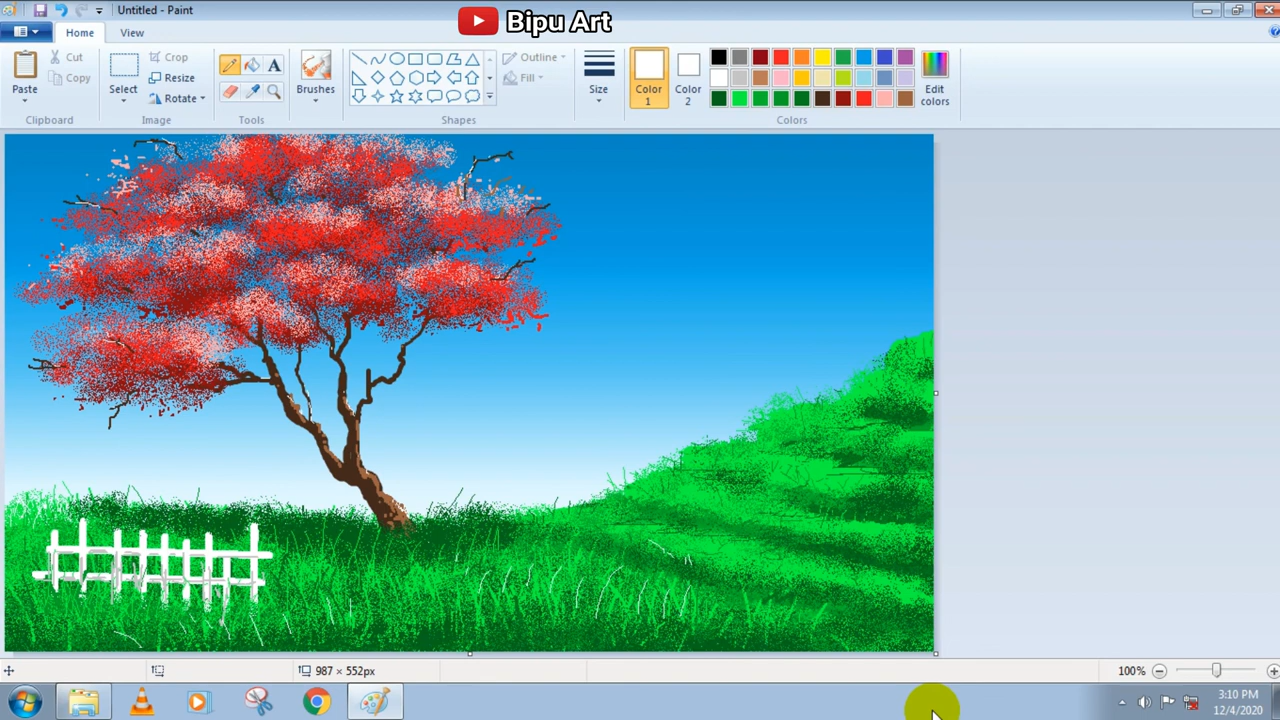 Untitled - Paint
Bipu Art
Home
View
Paste
Cut
Copy
Clipboard
Select
Crop
Resize
Rotate
Image
A
Tools
Brushes
Outline
Fill
Shapes
Size
Color 1
Color 2
Edit colors
Colors
987 × 552px
100%
3:10 PM
12/4/2020